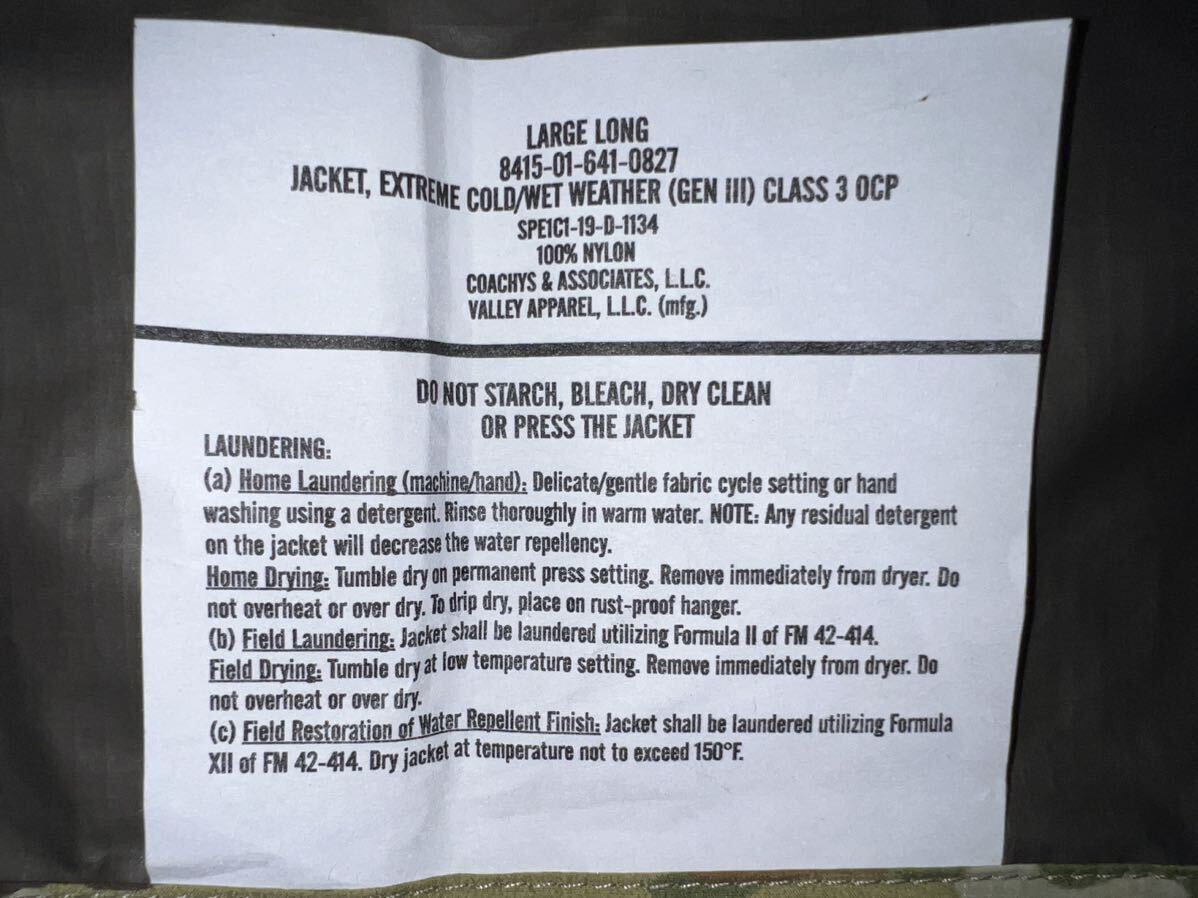 LARGE LONG
8415-01-641-0827
JACKET, EXTREME COLD/WET WEATHER (GEN III) CLASS 3 OCP
SPE1C1-19-D-1134
100% NYLON
COACHYS & ASSOCIATES, L.L.C.
VALLEY APPAREL, L.L.C. (mfg.)
DO NOT STARCH, BLEACH, DRY CLEAN
OR PRESS THE JACKET
LAUNDERING:
(a) Home Laundering (machine/hand): Delicate/gentle fabric cycle setting or hand
washing using a detergent. Rinse thoroughly in warm water. NOTE: Any residual detergent
on the jacket will decrease the water repellency.
Home Drying: Tumble dry on permanent press setting. Remove immediately from dryer. Do
not overheat or over dry. To drip dry, place on rust-proof hanger.
(b) Field Laundering: Jacket shall be laundered utilizing Formula II of FM 42-414.
Field Drying: Tumble dry at low temperature setting. Remove immediately from dryer. Do
not overheat or over dry.
(c) Field Restoration of Water Repellent Finish: Jacket shall be laundered utilizing Formula
XII of FM 42-414. Dry jacket at temperature not to exceed 150°F.